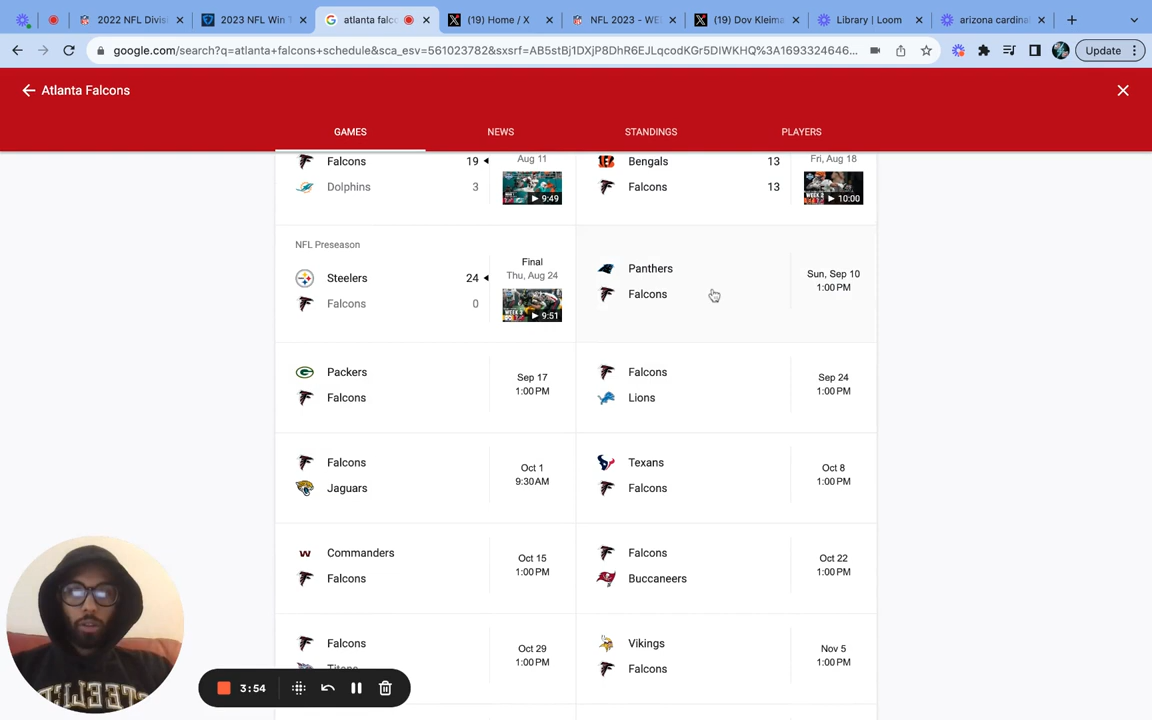 2022 NFL Divisi
2023 NFL Win T
atlanta falco
(19) Home / X
NFL 2023 - WE
(19) Dov Kleima
Library | Loom
arizona cardina
google.com/search?q=atlanta+falcons+schedule&sca_esv=561023782&sxsrf=AB5stBj1DXjP8DhR6EJLqcodKGr5DIWKHQ%3A1693324646...
Update
Atlanta Falcons
GAMES
NEWS
STANDINGS
PLAYERS
Falcons 19
Dolphins 3
Aug 11
9:49
Bengals 13
Falcons 13
Fri, Aug 18
10:00
NFL Preseason
Steelers 24
Falcons 0
Final
Thu, Aug 24
9:51
Panthers
Falcons
Sun, Sep 10
1:00 PM
Packers
Falcons
Sep 17
1:00 PM
Falcons
Lions
Sep 24
1:00 PM
Falcons
Jaguars
Oct 1
9:30 AM
Texans
Falcons
Oct 8
1:00 PM
Commanders
Falcons
Oct 15
1:00 PM
Falcons
Buccaneers
Oct 22
1:00 PM
Falcons
Titans
Oct 29
1:00 PM
Vikings
Falcons
Nov 5
1:00 PM
3:54